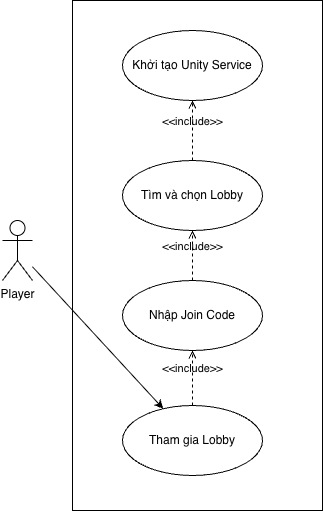 Khởi tạo Unity Service
<<include>>
Tìm và chọn Lobby
<<include>>
Player
Nhập Join Code
<<include>>
Tham gia Lobby